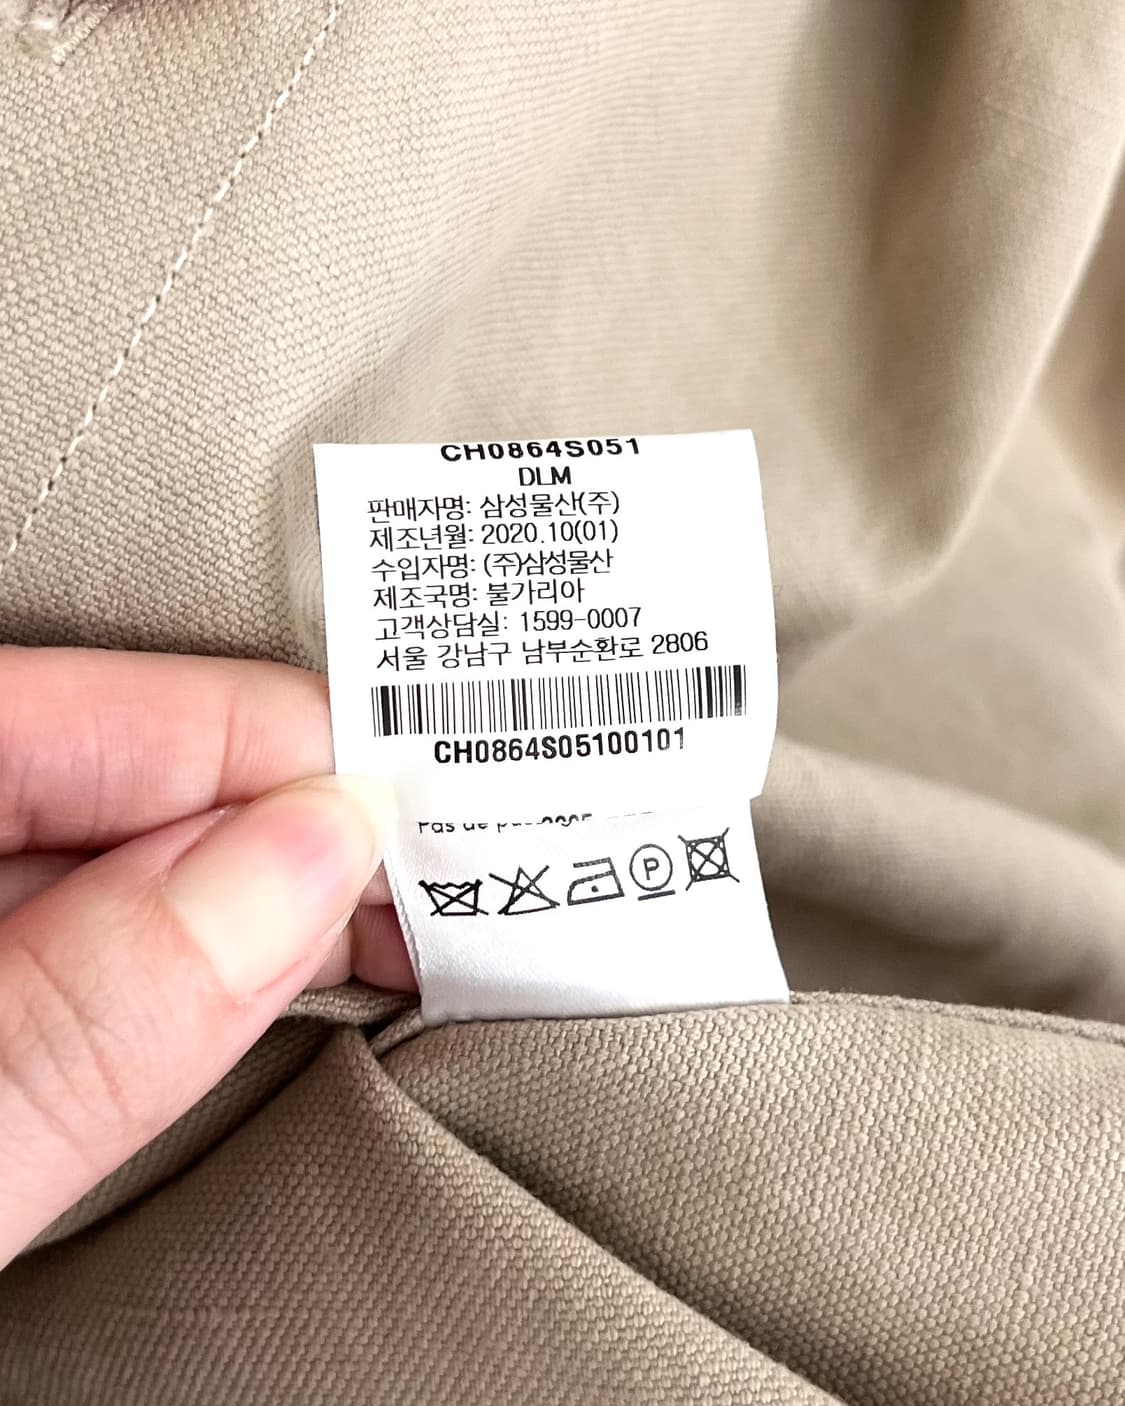 CH0864S051
DLM
판매자명: 삼성물산(주)
제조년월: 2020.10(01)
수입자명: (주)삼성물산
제조국명: 불가리아
고객상담실: 1599-0007
서울 강남구 남부순환로 2806
CH0864S05100101
Pas de
P